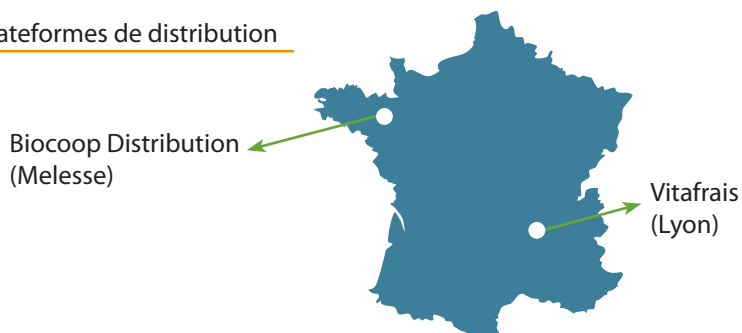 ateformes de distribution
Biocoop Distribution
(Melesse)
Vitafrais
(Lyon)